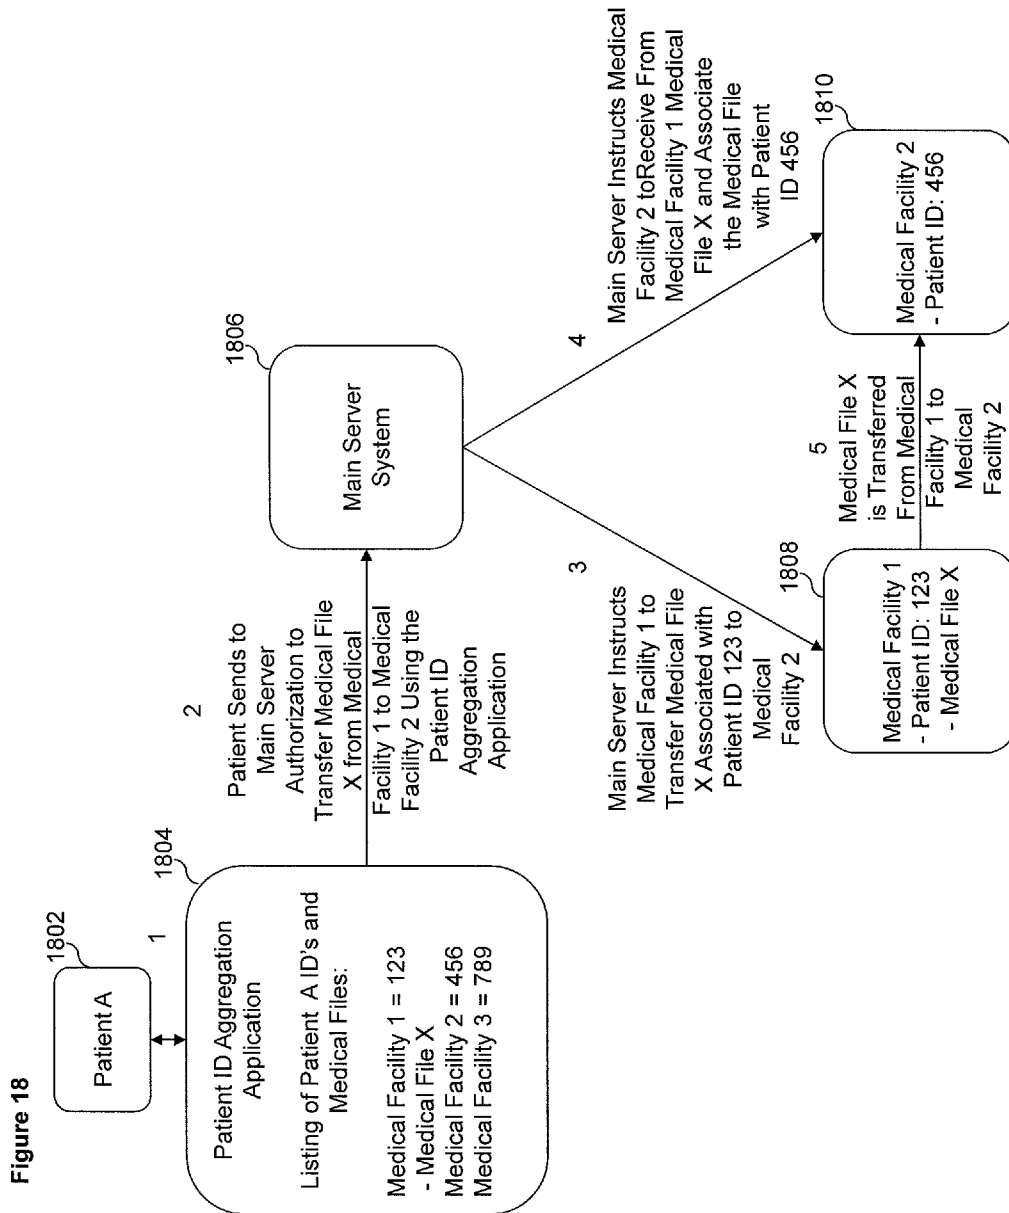 Figure 18
1802
Patient A
1
1804
Patient ID Aggregation
Application
Listing of Patient A ID's and
Medical Files:
Medical Facility 1 = 123
- Medical File X
Medical Facility 2 = 456
Medical Facility 3 = 789
2
Patient Sends to
Main Server
Authorization to
Transfer Medical File
X from Medical
Facility 1 to Medical
Facility 2 Using the
Patient ID
Aggregation
Application
1806
Main Server
System
3
Main Server Instructs
Medical Facility 1 to
Transfer Medical File
X Associated with
Patient ID 123 to
Medical
Facility 2
4
Main Server Instructs Medical
Facility 2 toReceive From
Medical Facility 1 Medical
File X and Associate
the Medical File
with Patient
ID 456
1808
Medical Facility 1
- Patient ID: 123
- Medical File X
5
Medical File X
is Transferred
From Medical
Facility 1 to
Medical
Facility 2
1810
Medical Facility 2
- Patient ID: 456